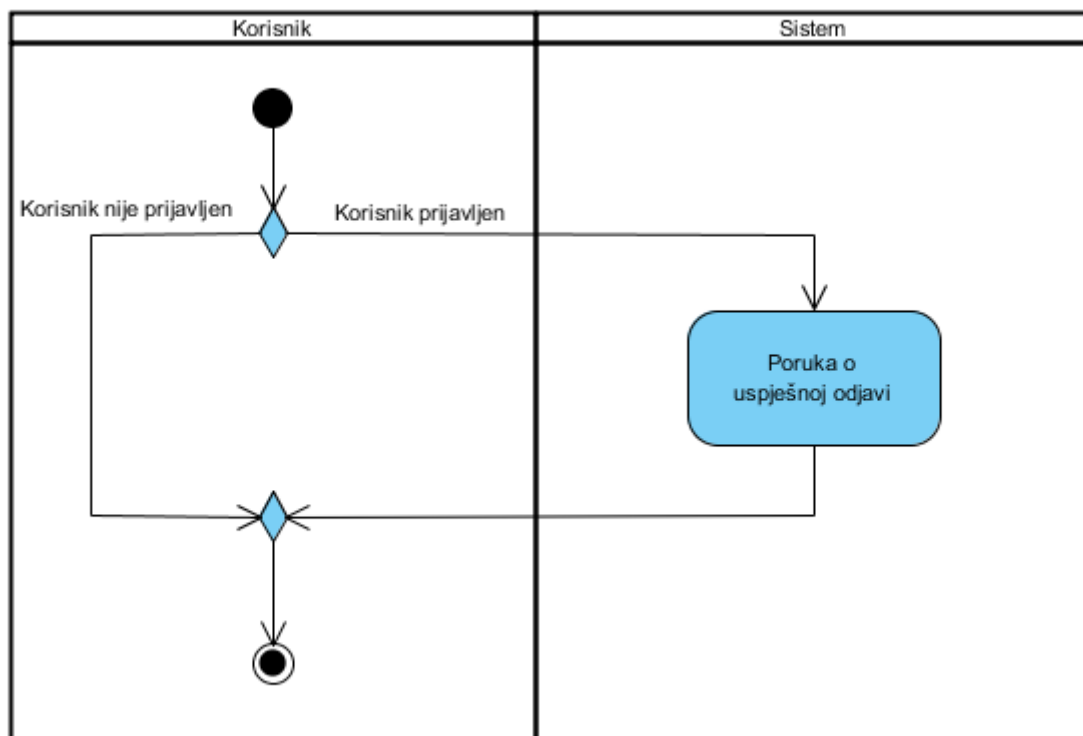 Korisnik
Sistem
Korisnik nije prijavljen
Korisnik prijavljen
Poruka o
uspješnoj odjavi